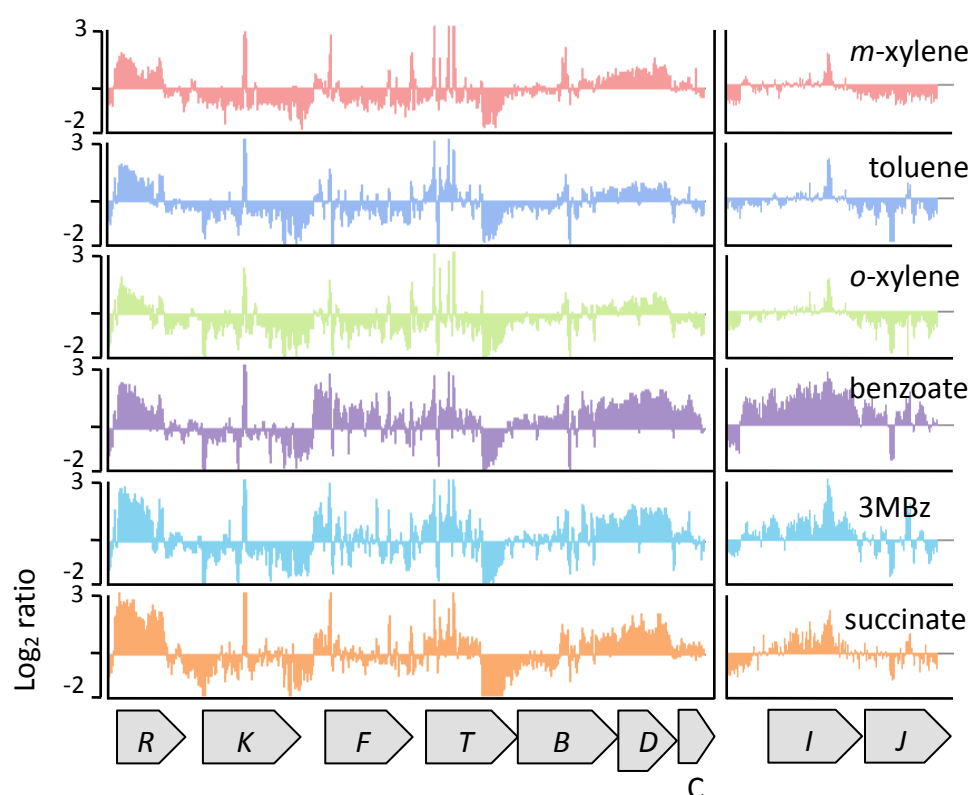 3
-2
m-xylene
3
-2
toluene
3
-2
o-xylene
3
-2
benzoate
3
-2
3MBz
3
-2
succinate
Log₂ ratio
R K F T B D I J
C